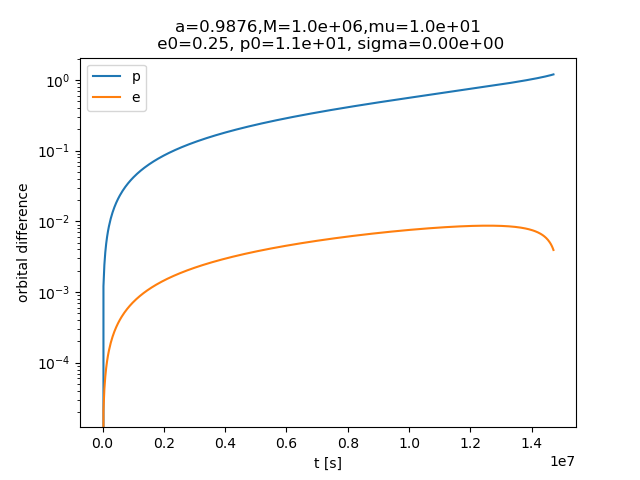 a=0.9876,M=1.0e+06,mu=1.0e+01
e0=0.25, p0=1.1e+01, sigma=0.00e+00
p
e
10⁰
10⁻¹
10⁻²
10⁻³
10⁻⁴
orbital difference
0.0 0.2 0.4 0.6 0.8 1.0 1.2 1.4
1e7
t [s]